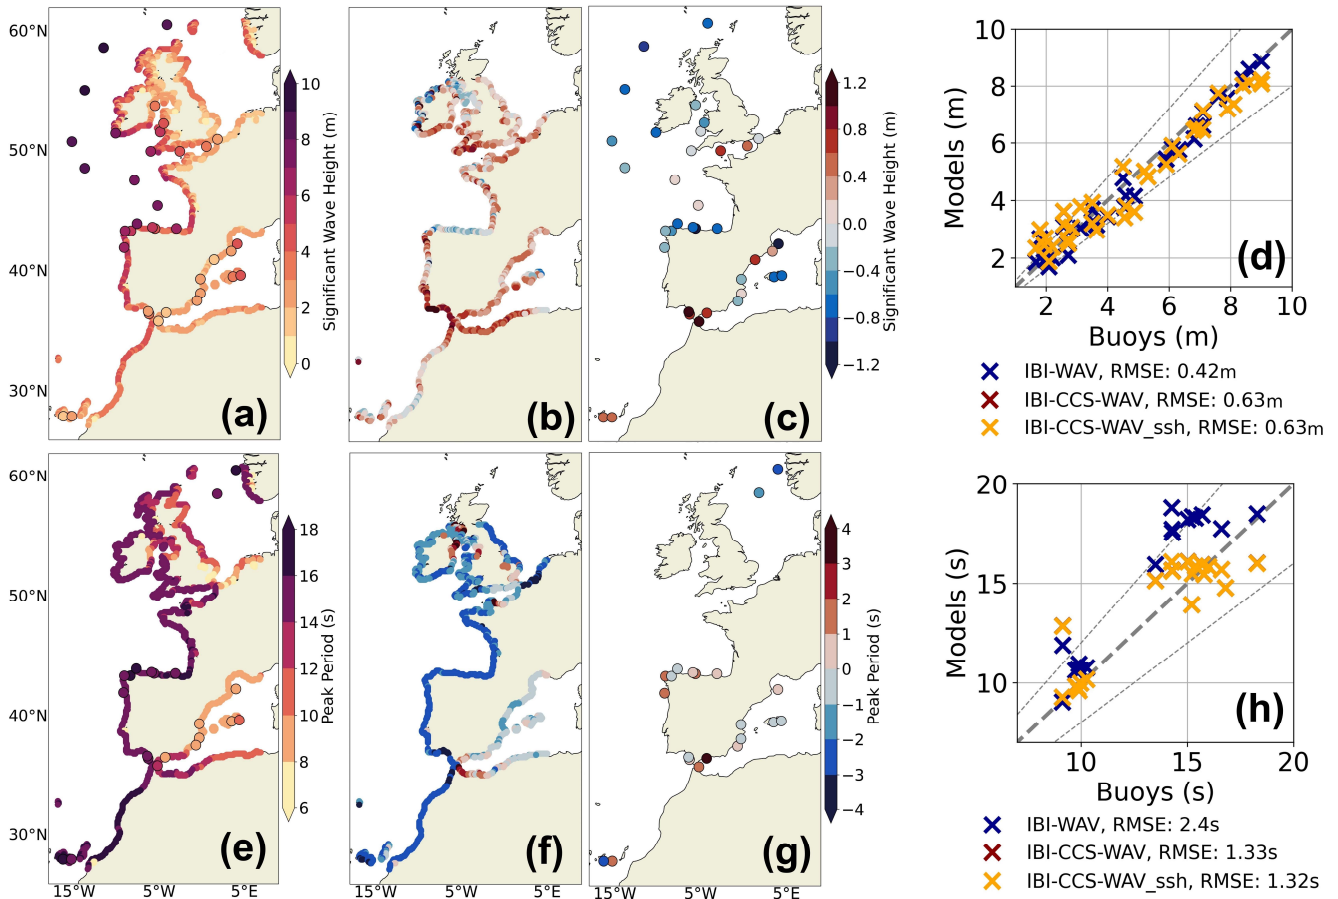 60°N
50°N
40°N
30°N
(a)
10
8
6
4
2
0
Significant Wave Height (m)
(b)
(c)
1.2
0.8
0.4
0.0
−0.4
−0.8
−1.2
Significant Wave Height (m)
10
8
6
4
2
2
4
6
8
10
Models (m)
Buoys (m)
(d)
IBI-WAV, RMSE: 0.42m
IBI-CCS-WAV, RMSE: 0.63m
IBI-CCS-WAV_ssh, RMSE: 0.63m
60°N
50°N
40°N
30°N
15°W
5°W
5°E
(e)
18
16
14
12
10
8
6
Peak Period (s)
15°W
5°W
5°E
(f)
15°W
5°W
5°E
(g)
4
3
2
1
0
−1
−2
−3
−4
Peak Period (s)
20
15
10
10
15
20
Models (s)
Buoys (s)
(h)
IBI-WAV, RMSE: 2.4s
IBI-CCS-WAV, RMSE: 1.33s
IBI-CCS-WAV_ssh, RMSE: 1.32s